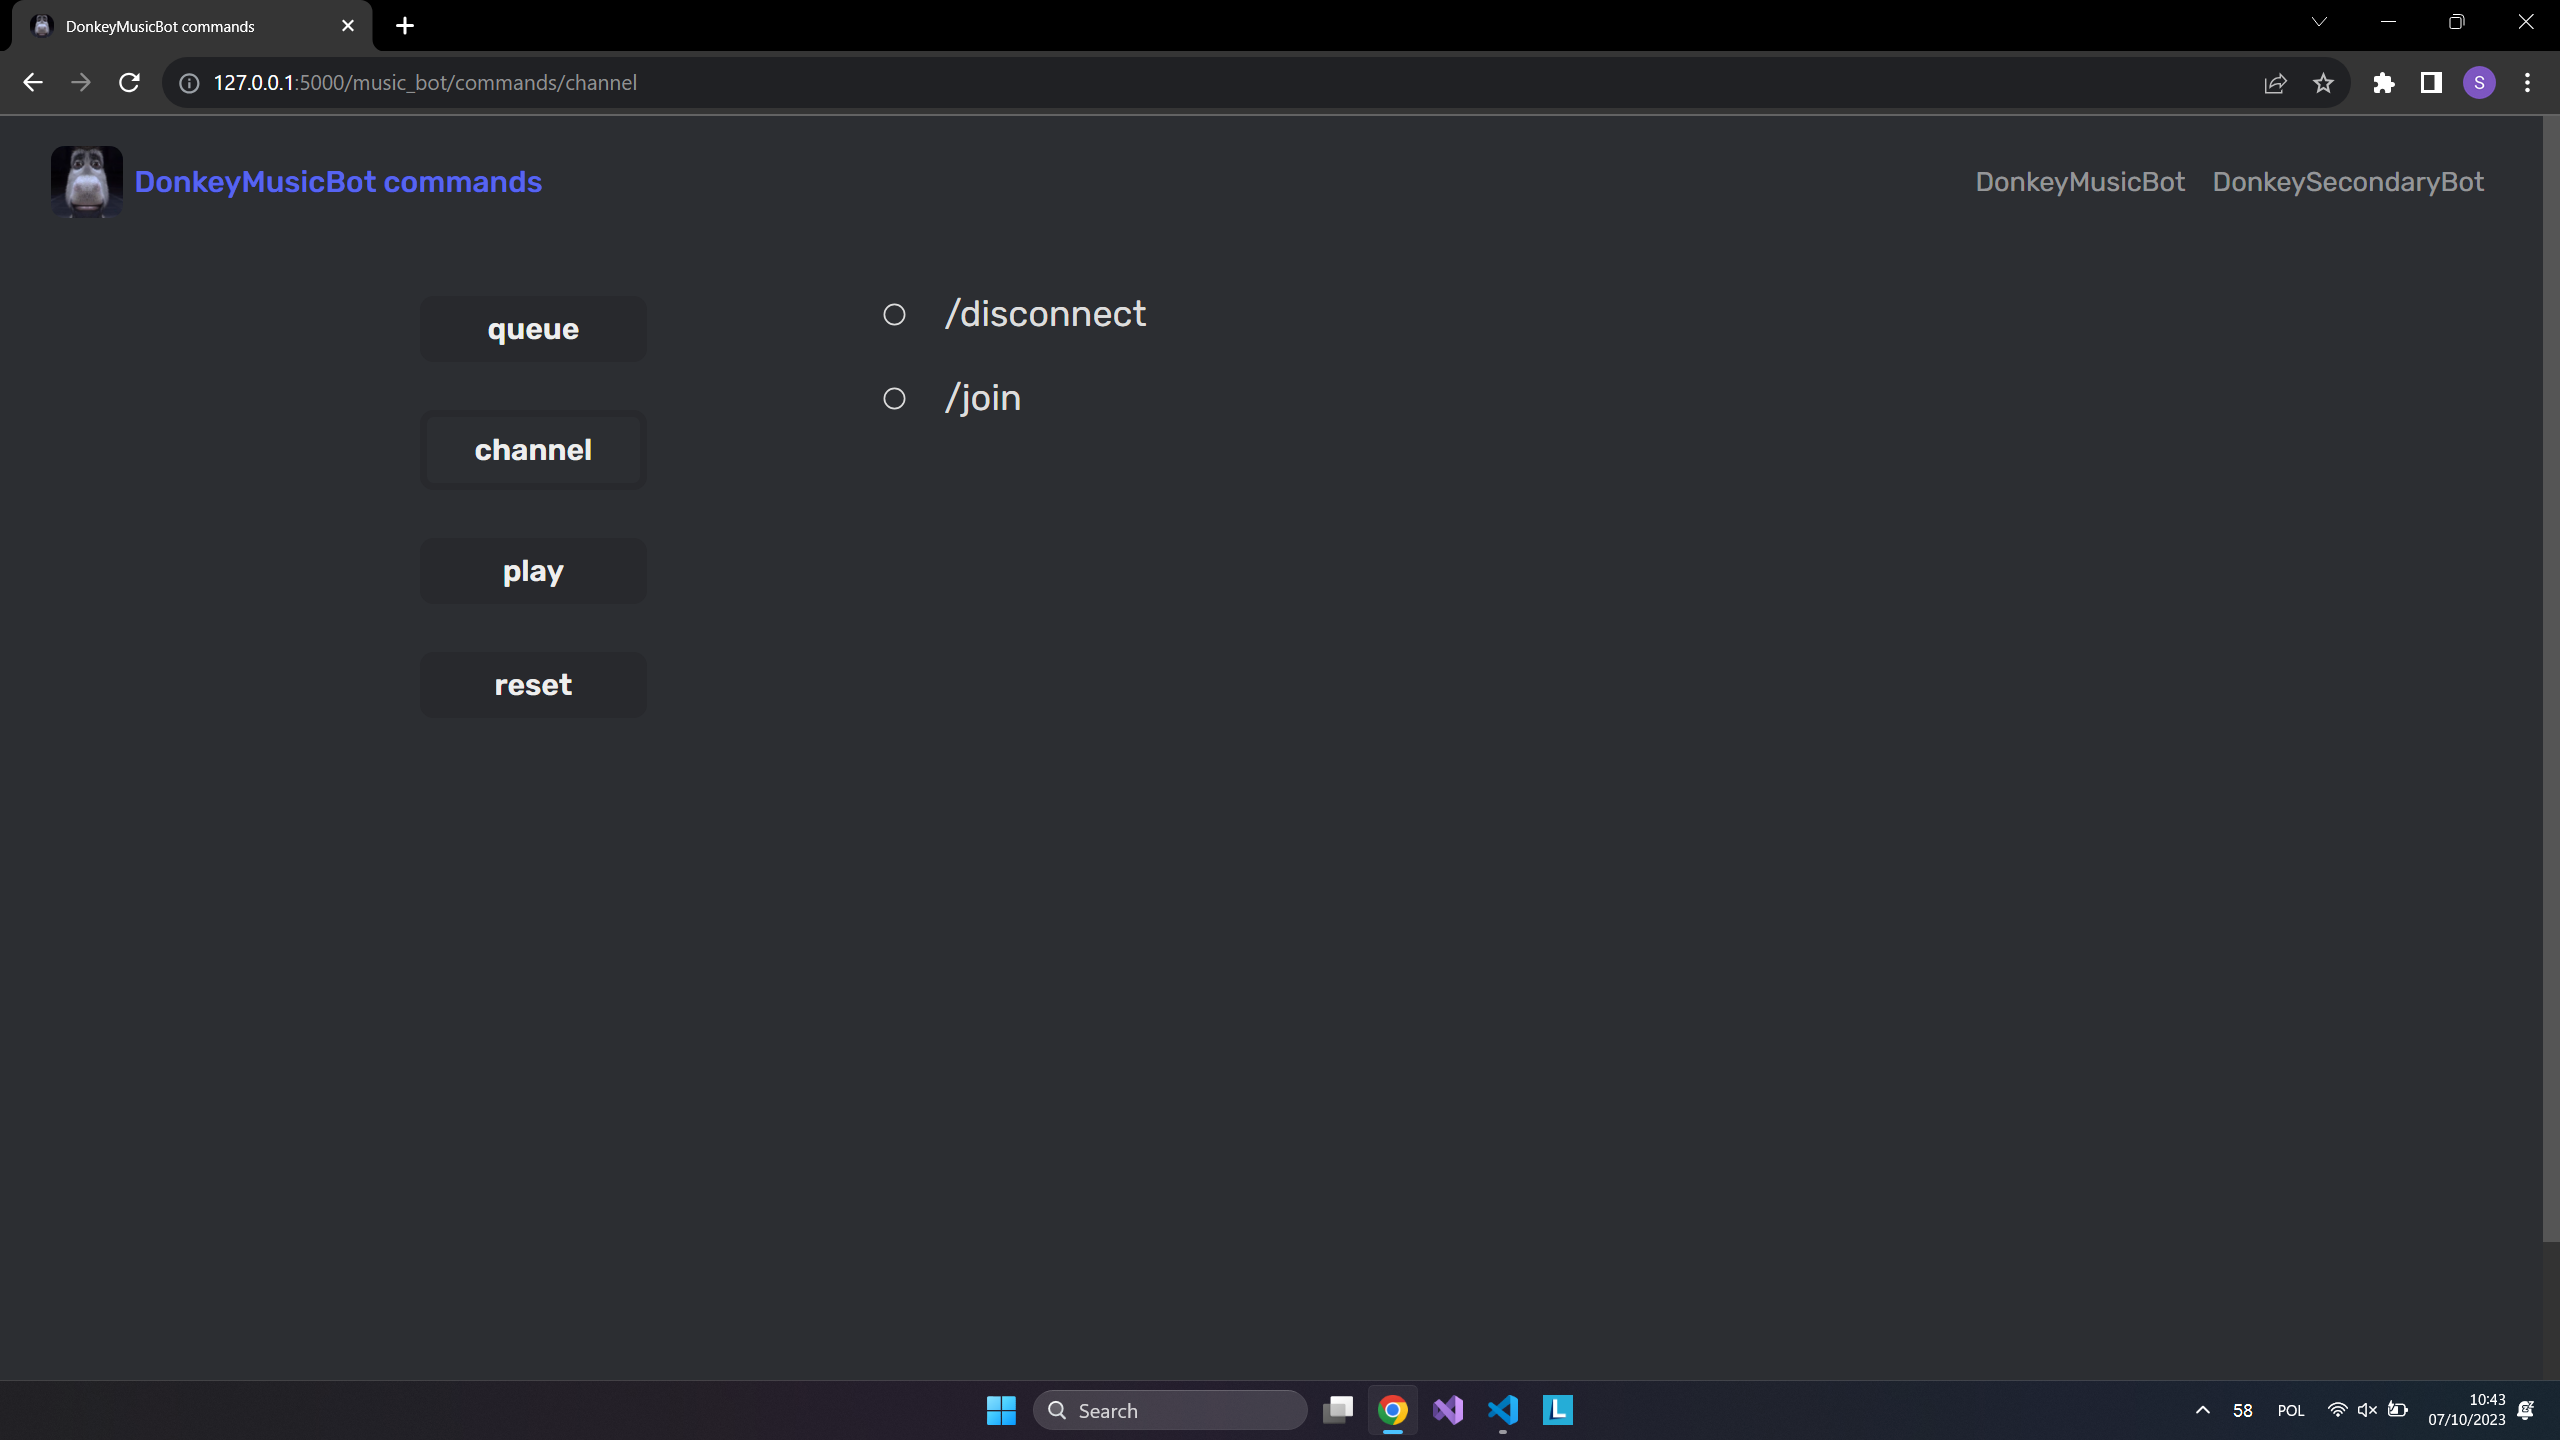 DonkeyMusicBot commands
127.0.0.1:5000/music_bot/commands/channel
S
DonkeyMusicBot commands
DonkeyMusicBot DonkeySecondaryBot
queue
channel
play
reset
/disconnect
/join
Search
L
58
POL
10:43
07/10/2023